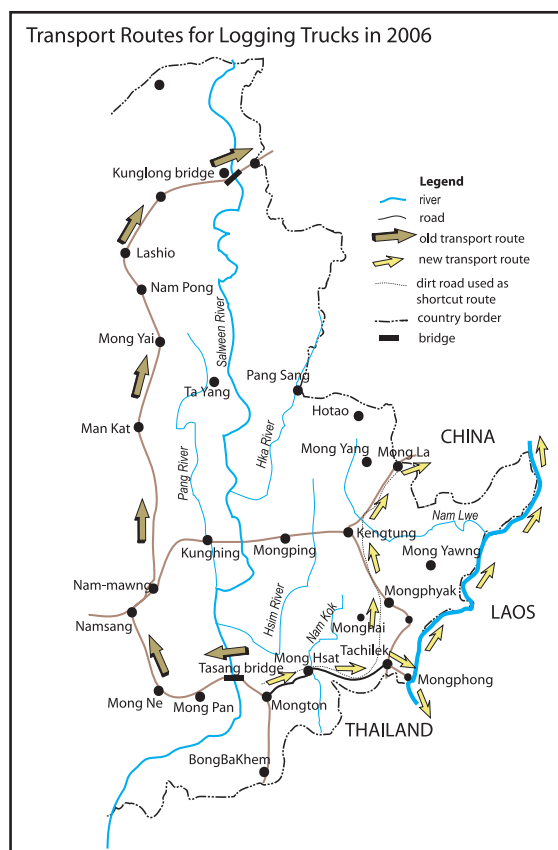 Transport Routes for Logging Trucks in 2006
Kunglong bridge
Legend
river
road
old transport route
new transport route
dirt road used as
shortcut route
country border
bridge
Lashio
Nam Pong
Salween River
Mong Yai
Pang Sang
Ta Yang
Hotao
Man Kat
Pang River
Hka River
Mong Yang
CHINA
Mong La
Nam Lwe
Kengtung
Kunghing
Mongping
Mong Yawng
Nam-mawng
Hsim River
Mongphyak
LAOS
Namsang
Nam Kok
Monghai
Tachilek
Tasang bridge
Mong Hsat
Mongphong
Mong Ne
Mong Pan
Mongton
THAILAND
BongBaKhem